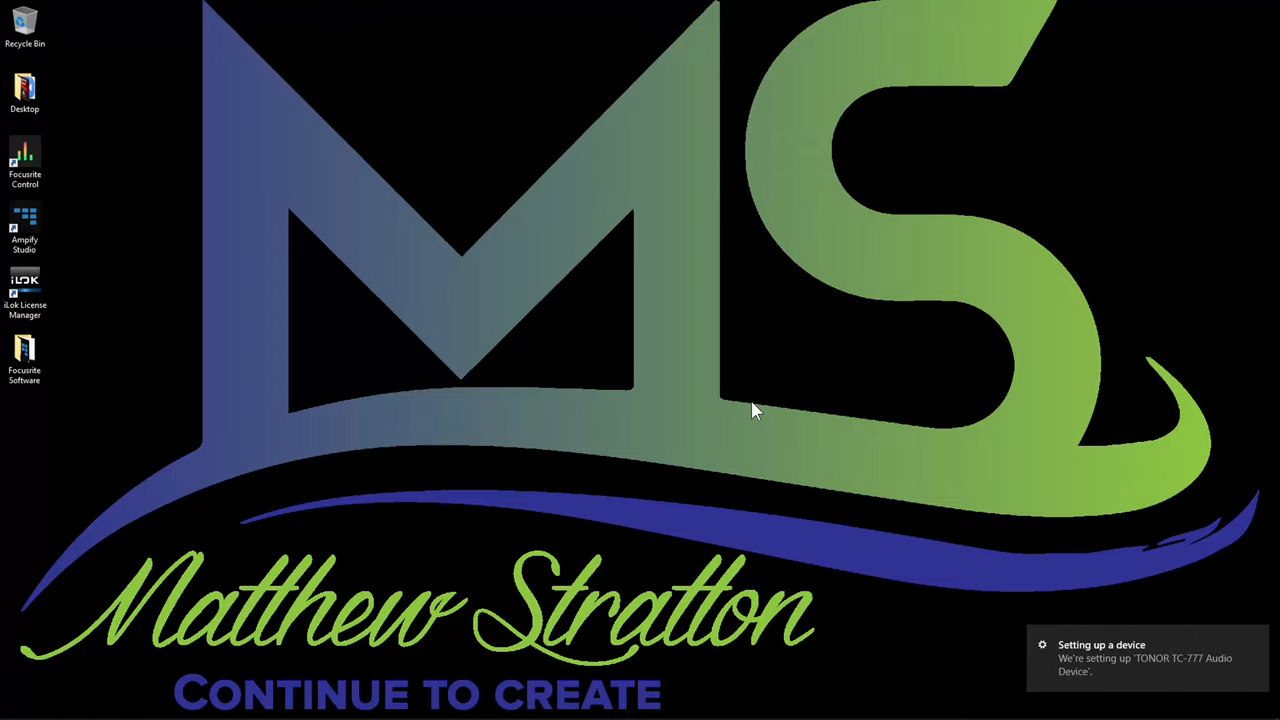 Recycle Bin
Desktop
Focusrite
Control
Ampify
Studio
iLOK
iLok License
Manager
Focusrite
Software
MS
Matthew Stratton
CONTINUE TO CREATE
Setting up a device
We're setting up 'TONOR TC-777 Audio
Device'.